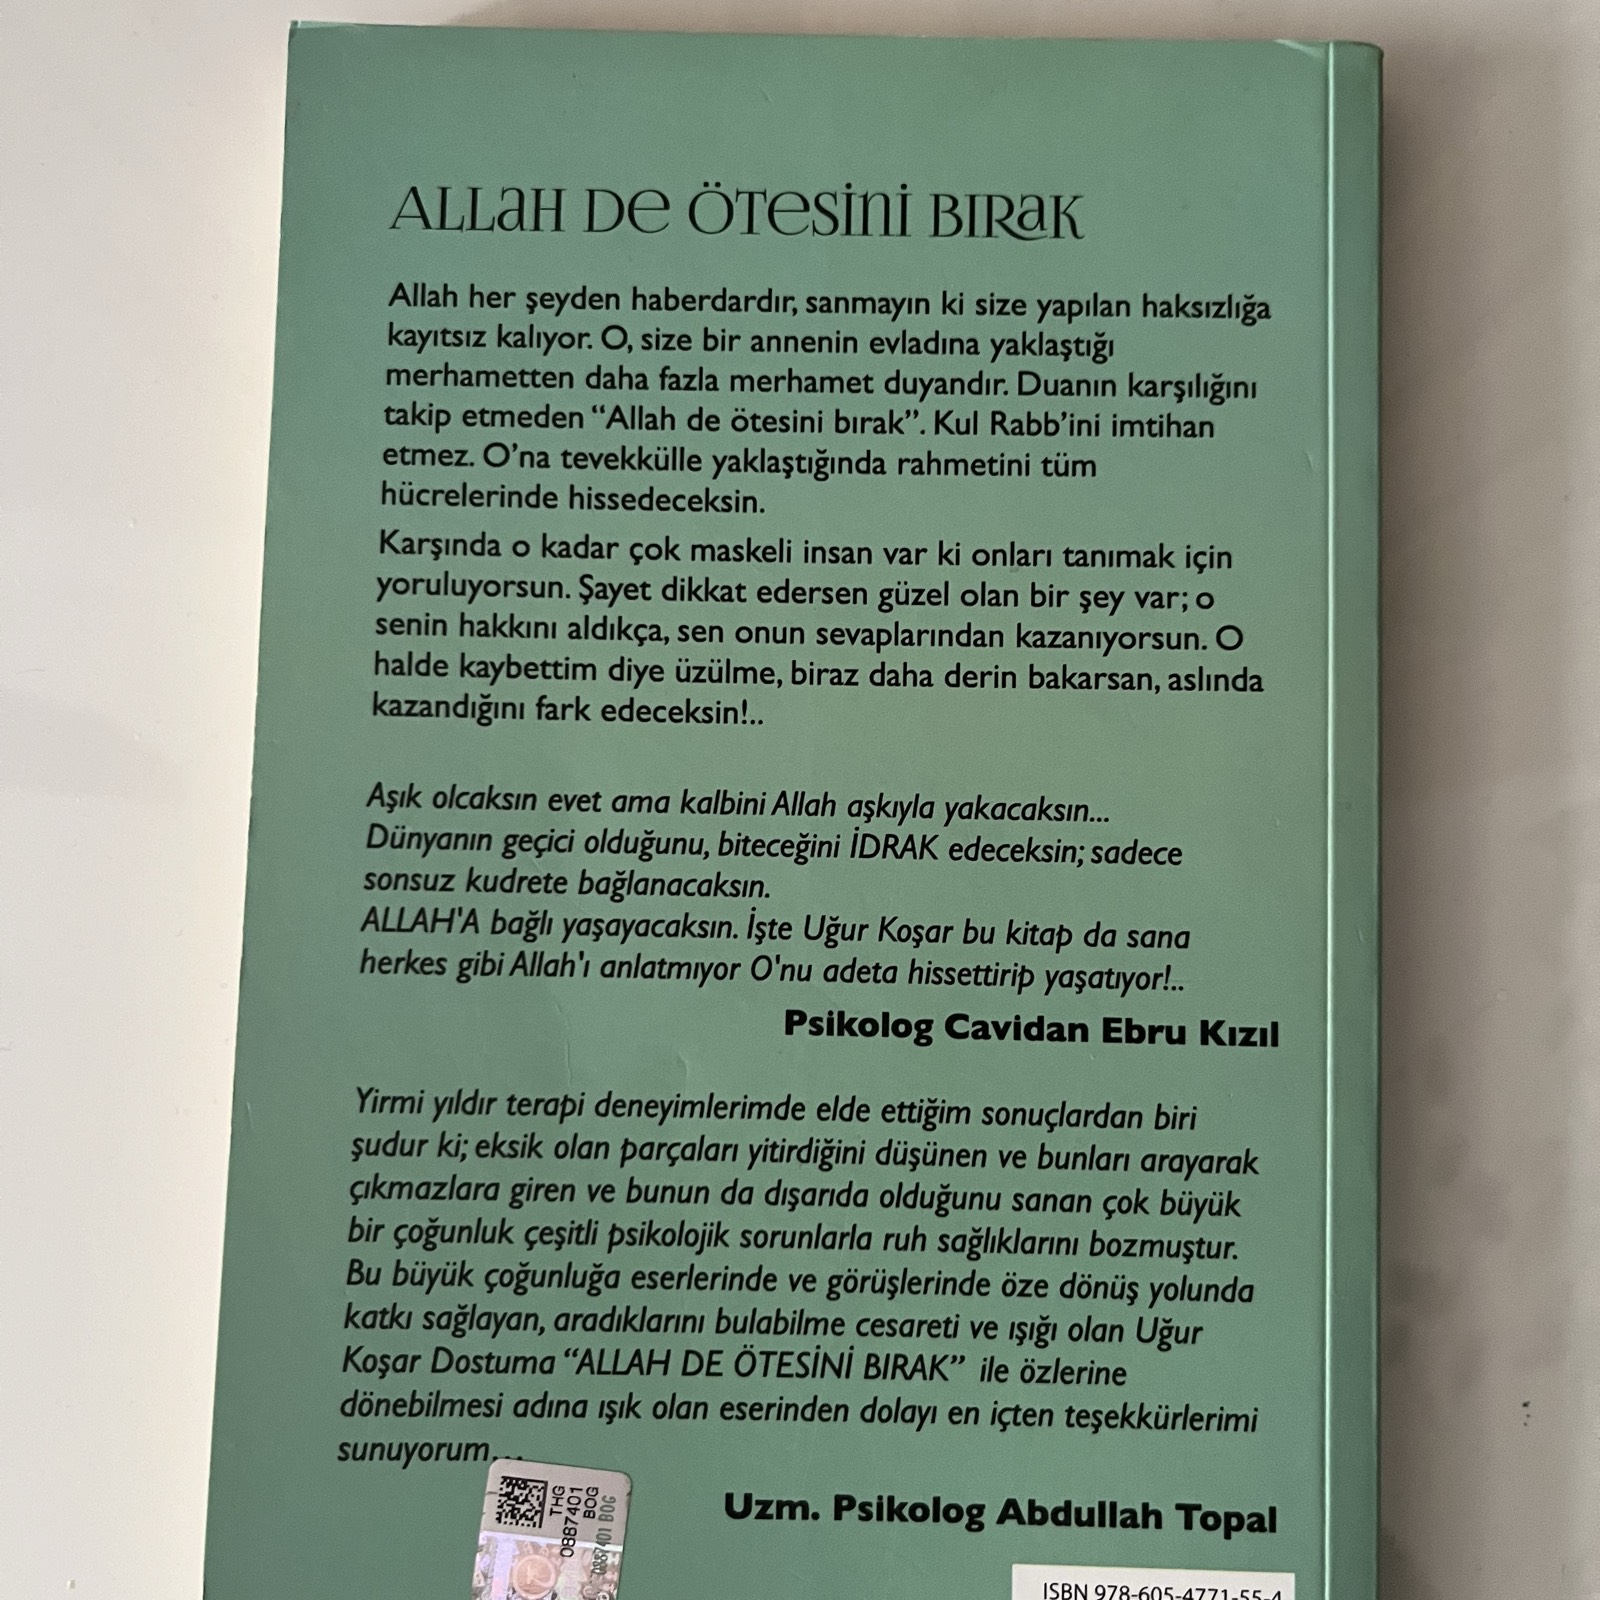 ALLAH DE ÖTESİNİ BIRAK
Allah her şeyden haberdardır, sanmayın ki size yapılan haksızlığa
kayıtsız kalıyor. O, size bir annenin evladına yaklaştığı
merhametten daha fazla merhamet duyandır. Duanın karşılığını
takip etmeden “Allah de ötesini bırak”. Kul Rabb’ini imtihan
etmez. O’na tevekkülle yaklaştığında rahmetini tüm
hücrelerinde hissedeceksin.
Karşında o kadar çok maskeli insan var ki onları tanımak için
yoruluyorsun. Şayet dikkat edersen güzel olan bir şey var; o
senin hakkını aldıkça, sen onun sevaplarından kazanıyorsun. O
halde kaybettim diye üzülme, biraz daha derin bakarsan, aslında
kazandığını fark edeceksin!..
Aşık olcaksın evet ama kalbini Allah aşkıyla yakacaksın...
Dünyanın geçici olduğunu, biteceğini İDRAK edeceksin; sadece
sonsuz kudrete bağlanacaksın.
ALLAH'A bağlı yaşayacaksın. İşte Uğur Koşar bu kitap da sana
herkes gibi Allah'ı anlatmıyor O'nu adeta hissettirip yaşatıyor!..
Psikolog Cavidan Ebru Kızıl
Yirmi yıldır terapi deneyimlerimde elde ettiğim sonuçlardan biri
şudur ki; eksik olan parçaları yitirdiğini düşünen ve bunları arayarak
çıkmazlara giren ve bunun da dışarıda olduğunu sanan çok büyük
bir çoğunluk çeşitli psikolojik sorunlarla ruh sağlıklarını bozmuştur.
Bu büyük çoğunluğa eserlerinde ve görüşlerinde öze dönüş yolunda
katkı sağlayan, aradıklarını bulabilme cesareti ve ışığı olan Uğur
Koşar Dostuma “ALLAH DE ÖTESİNİ BIRAK” ile özlerine
dönebilmesi adına ışık olan eserinden dolayı en içten teşekkürlerimi
sunuyorum...
Uzm. Psikolog Abdullah Topal
THG
0887401
BOG
0887401 BOG
ISBN 978-605-4771-55-4